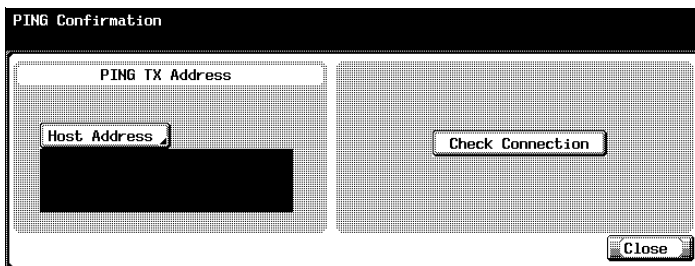 PING Confirmation
PING TX Address
Host Address
Check Connection
Close